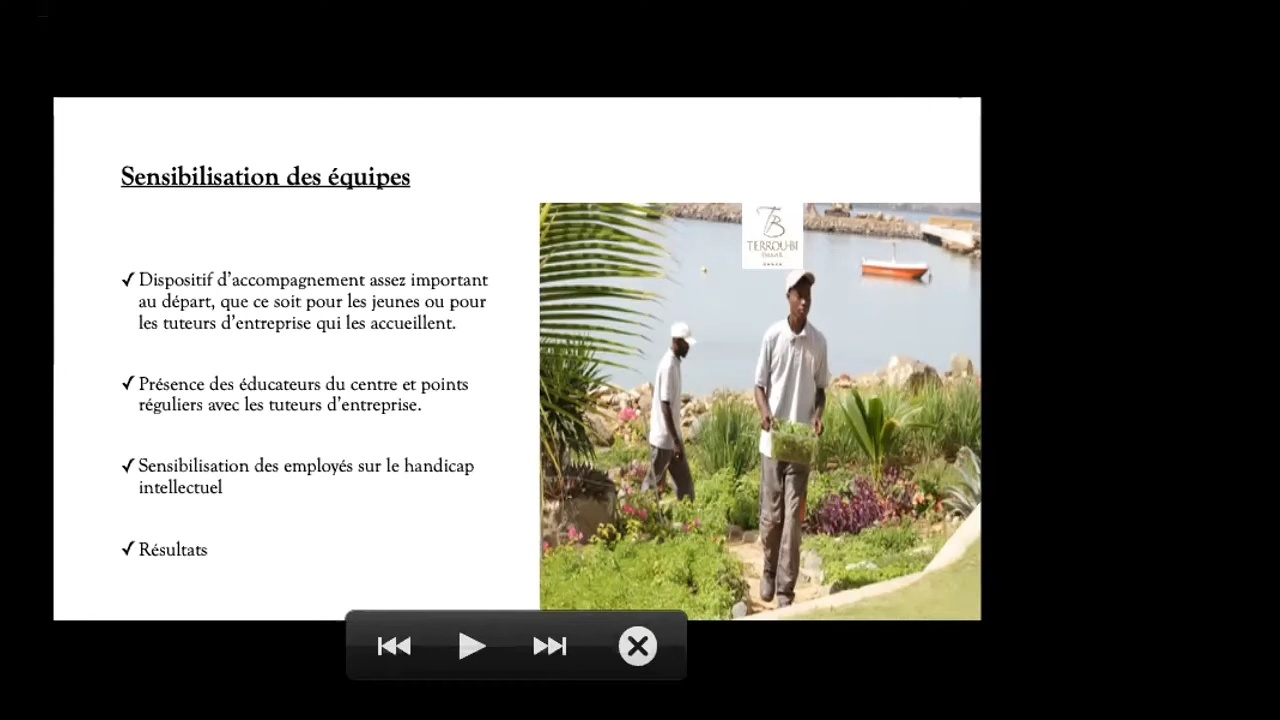 Sensibilisation des équipes
TERROU-BI
✓ Dispositif d'accompagnement assez important
au départ, que ce soit pour les jeunes ou pour
les tuteurs d'entreprise qui les accueillent.
✓ Présence des éducateurs du centre et points
réguliers avec les tuteurs d'entreprise.
✓ Sensibilisation des employés sur le handicap
intellectuel
✓ Résultats